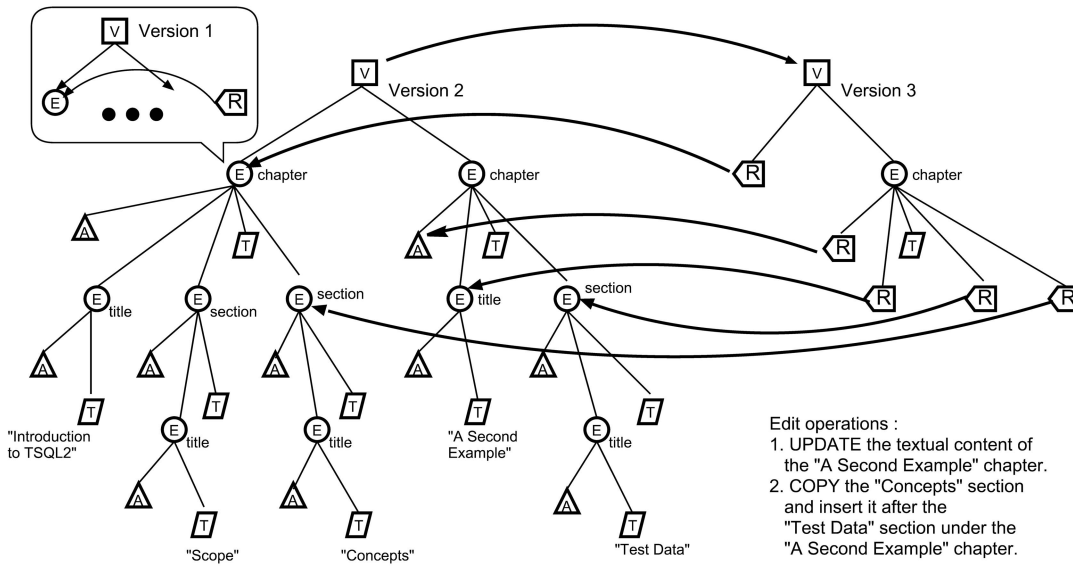 V
Version 1
E
R
V
Version 2
V
Version 3
E
chapter
E
chapter
R
E
chapter
A
T
A
T
R
T
E
title
E
section
E
section
E
title
E
section
R
R
R
A
A
A
A
A
T
T
T
T
T
"Introduction
to TSQL2"
"A Second
Example"
E
title
E
title
E
title
A
A
A
T
T
T
"Scope"
"Concepts"
"Test Data"
Edit operations :
1. UPDATE the textual content of
the "A Second Example" chapter.
2. COPY the "Concepts" section
and insert it after the
"Test Data" section under the
"A Second Example" chapter.